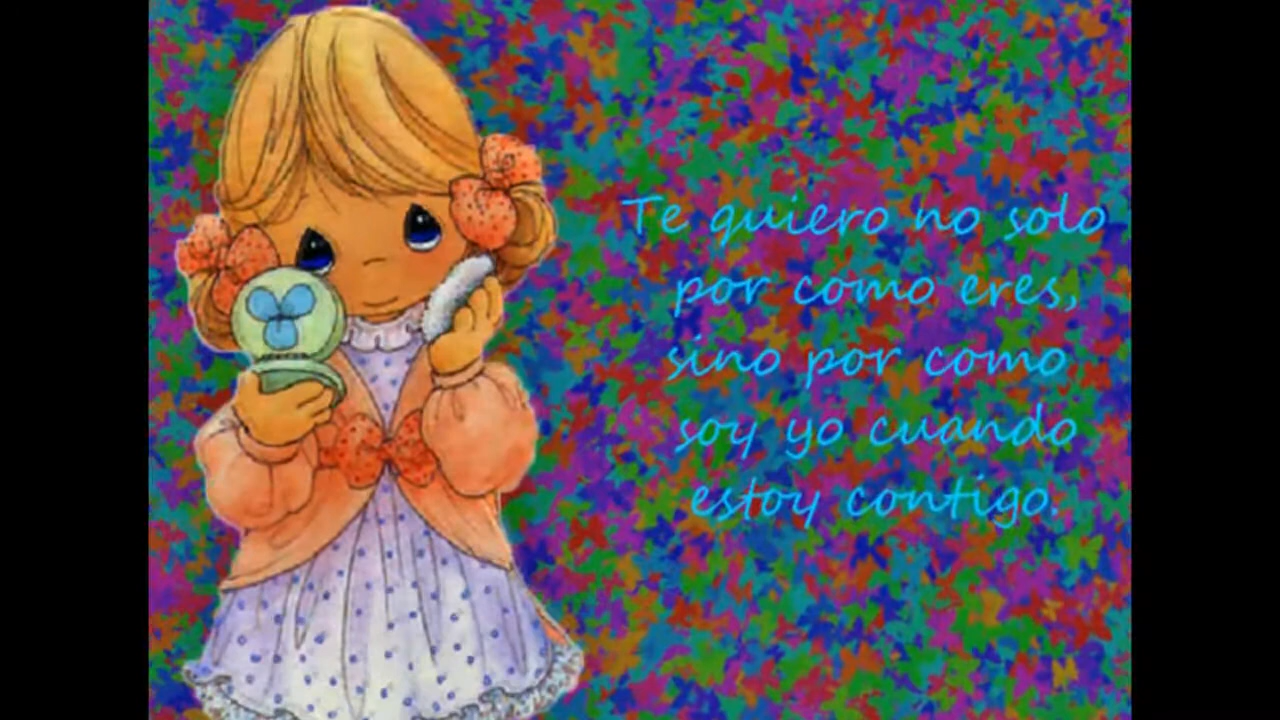 Te quiero no solo
por como eres,
sino por como
soy yo cuando
estoy contigo.